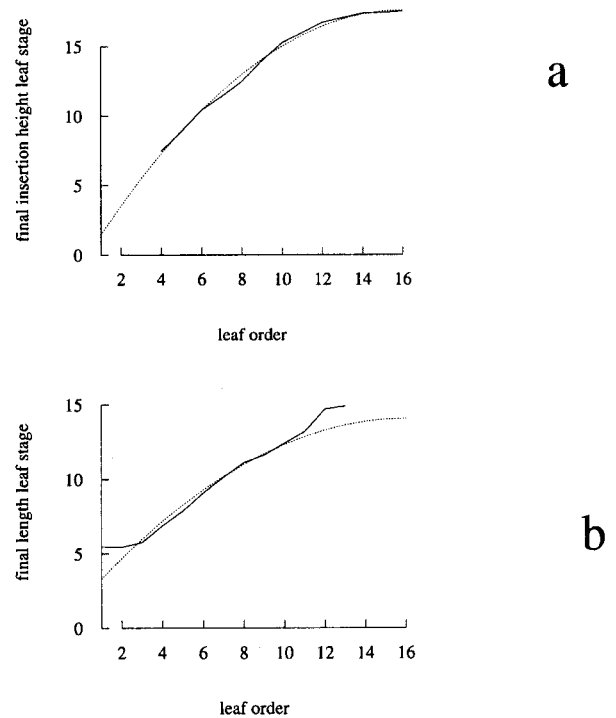 final insertion height leaf stage
15
10
5
0
2 4 6 8 10 12 14 16
leaf order
a
final length leaf stage
15
10
5
0
2 4 6 8 10 12 14 16
leaf order
b